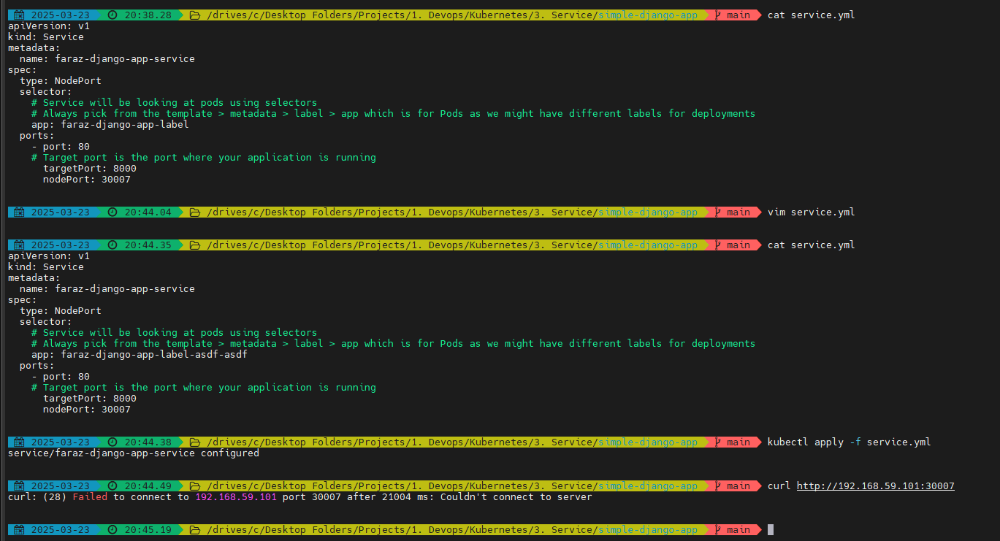 2025-03-23 20:38.28 /drives/c/Desktop Folders/Projects/1. Devops/Kubernetes/3. Service/simple-django-app main cat service.yml
apiVersion: v1
kind: Service
metadata:
  name: faraz-django-app-service
spec:
  type: NodePort
  selector:
    # Service will be looking at pods using selectors
    # Always pick from the template > metadata > label > app which is for Pods as we might have different labels for deployments
    app: faraz-django-app-label
  ports:
    - port: 80
    # Target port is the port where your application is running
      targetPort: 8000
      nodePort: 30007
2025-03-23 20:44.04 /drives/c/Desktop Folders/Projects/1. Devops/Kubernetes/3. Service/simple-django-app main vim service.yml
2025-03-23 20:44.35 /drives/c/Desktop Folders/Projects/1. Devops/Kubernetes/3. Service/simple-django-app main cat service.yml
apiVersion: v1
kind: Service
metadata:
  name: faraz-django-app-service
spec:
  type: NodePort
  selector:
    # Service will be looking at pods using selectors
    # Always pick from the template > metadata > label > app which is for Pods as we might have different labels for deployments
    app: faraz-django-app-label-asdf-asdf
  ports:
    - port: 80
    # Target port is the port where your application is running
      targetPort: 8000
      nodePort: 30007
2025-03-23 20:44.38 /drives/c/Desktop Folders/Projects/1. Devops/Kubernetes/3. Service/simple-django-app main kubectl apply -f service.yml
service/faraz-django-app-service configured
2025-03-23 20:44.49 /drives/c/Desktop Folders/Projects/1. Devops/Kubernetes/3. Service/simple-django-app main curl http://192.168.59.101:30007
curl: (28) Failed to connect to 192.168.59.101 port 30007 after 21004 ms: Couldn't connect to server
2025-03-23 20:45.19 /drives/c/Desktop Folders/Projects/1. Devops/Kubernetes/3. Service/simple-django-app main